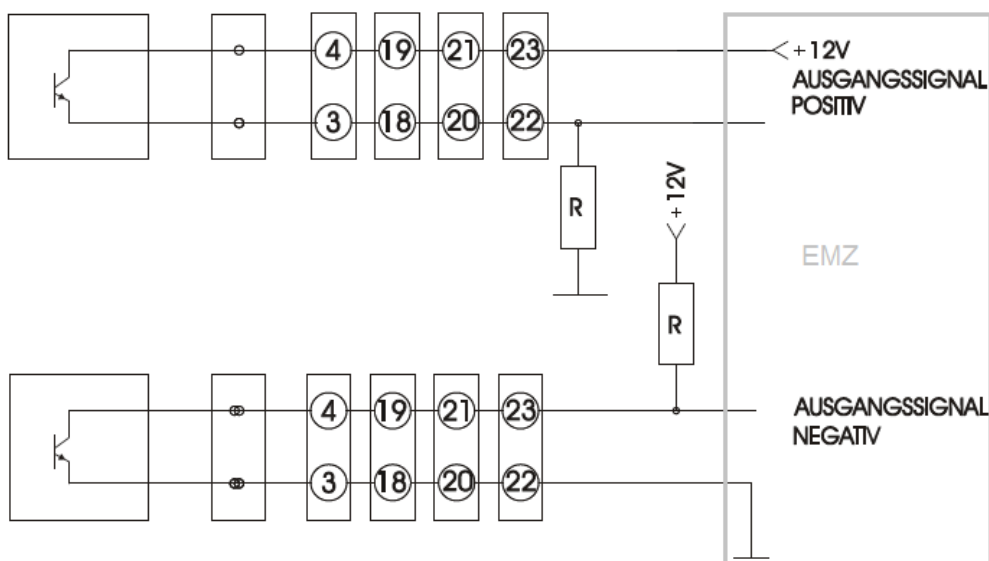 4 19 21 23
+12V
AUSGANGSSIGNAL
POSITIV
3 18 20 22
+12V
R
EMZ
R
4 19 21 23
AUSGANGSSIGNAL
NEGATIV
3 18 20 22